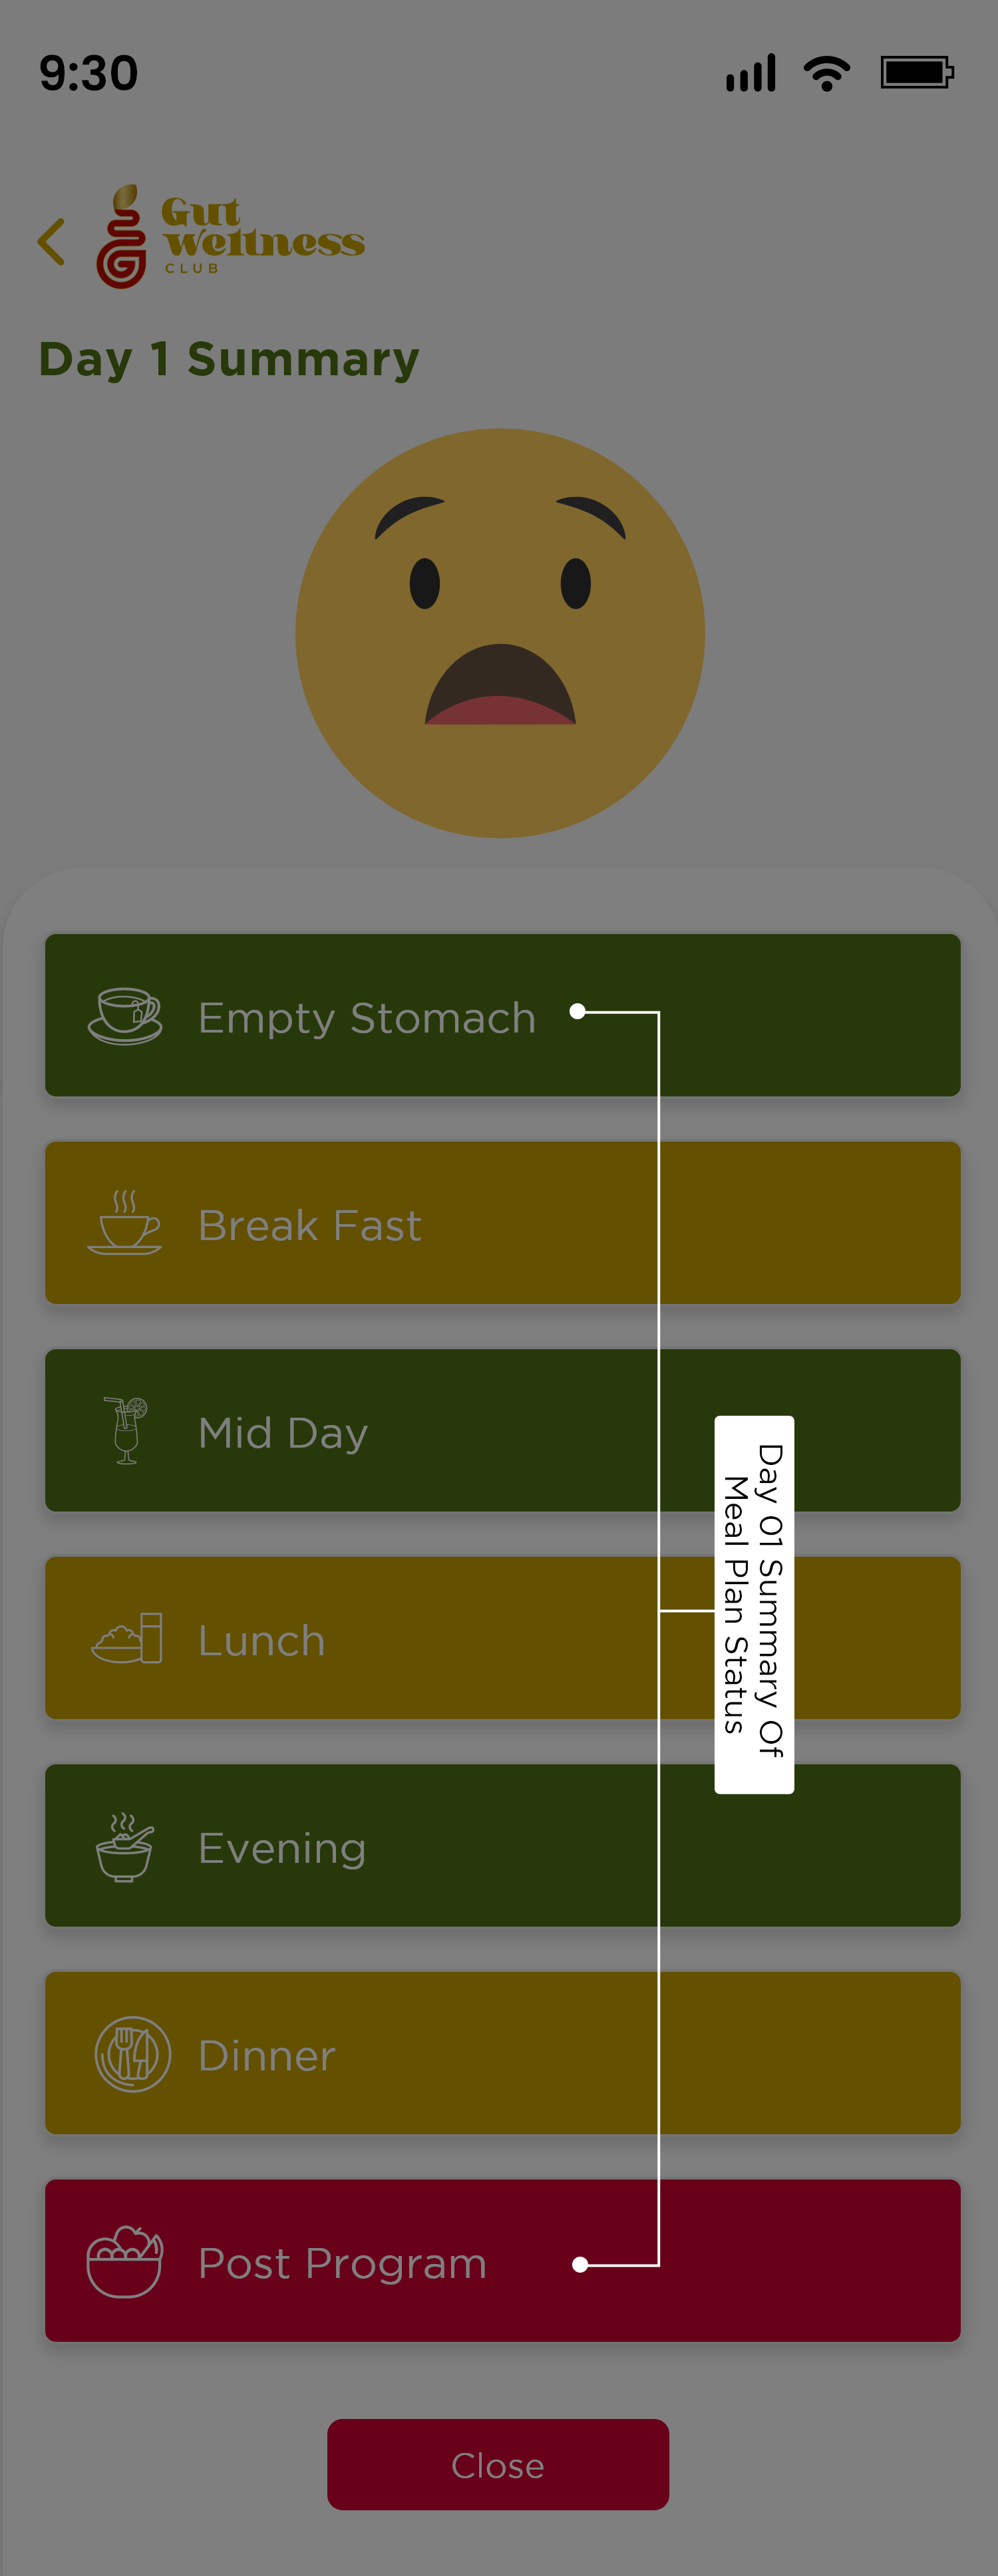 9:30
Gut
Wellness
CLUB
Day 1 Summary
Empty Stomach
Break Fast
Mid Day
Day 01 Summary Of
Meal Plan Status
Lunch
Evening
Dinner
Post Program
Close